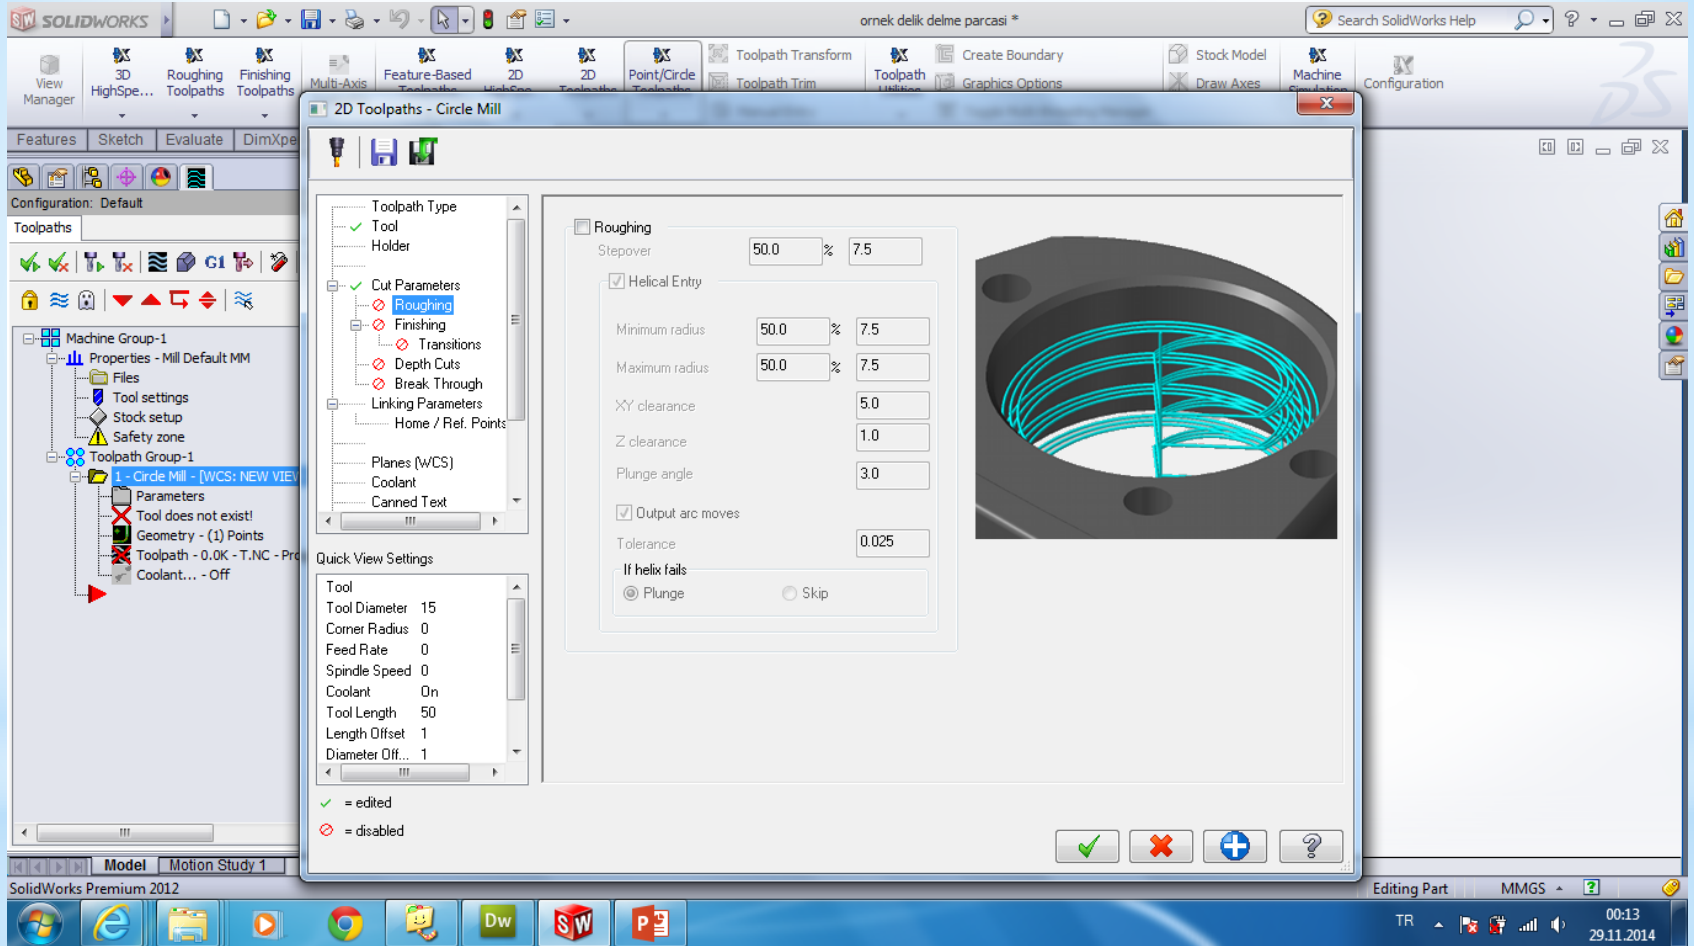 SOLIDWORKS
ornek delik delme parcasi *
Search SolidWorks Help
View Manager
3D HighSpe...
Roughing Toolpaths
Finishing Toolpaths
Multi-Axis
Feature-Based
2D
2D
Point/Circle
Toolpath Transform
Toolpath Trim
Toolpath
Create Boundary
Graphics Options
Stock Model
Draw Axes
Machine
Configuration
Features
Sketch
Evaluate
DimXpe
Configuration: Default
Toolpaths
G1
Machine Group-1
Properties - Mill Default MM
Files
Tool settings
Stock setup
Safety zone
Toolpath Group-1
1 - Circle Mill - [WCS: NEW VIEW
Parameters
Tool does not exist!
Geometry - (1) Points
Toolpath - 0.0K - T.NC - Pro
Coolant... - Off
2D Toolpaths - Circle Mill
Toolpath Type
Tool
Holder
Cut Parameters
Roughing
Finishing
Transitions
Depth Cuts
Break Through
Linking Parameters
Home / Ref. Points
Planes (WCS)
Coolant
Canned Text
Quick View Settings
Tool
Tool Diameter 15
Corner Radius 0
Feed Rate 0
Spindle Speed 0
Coolant On
Tool Length 50
Length Offset 1
Diameter Off... 1
= edited
= disabled
Roughing
Stepover 50.0 % 7.5
Helical Entry
Minimum radius 50.0 % 7.5
Maximum radius 50.0 % 7.5
XY clearance 5.0
Z clearance 1.0
Plunge angle 3.0
Output arc moves
Tolerance 0.025
If helix fails
Plunge Skip
Model
Motion Study 1
SolidWorks Premium 2012
Editing Part
MMGS
Dw
SW
TR
00:13
29.11.2014